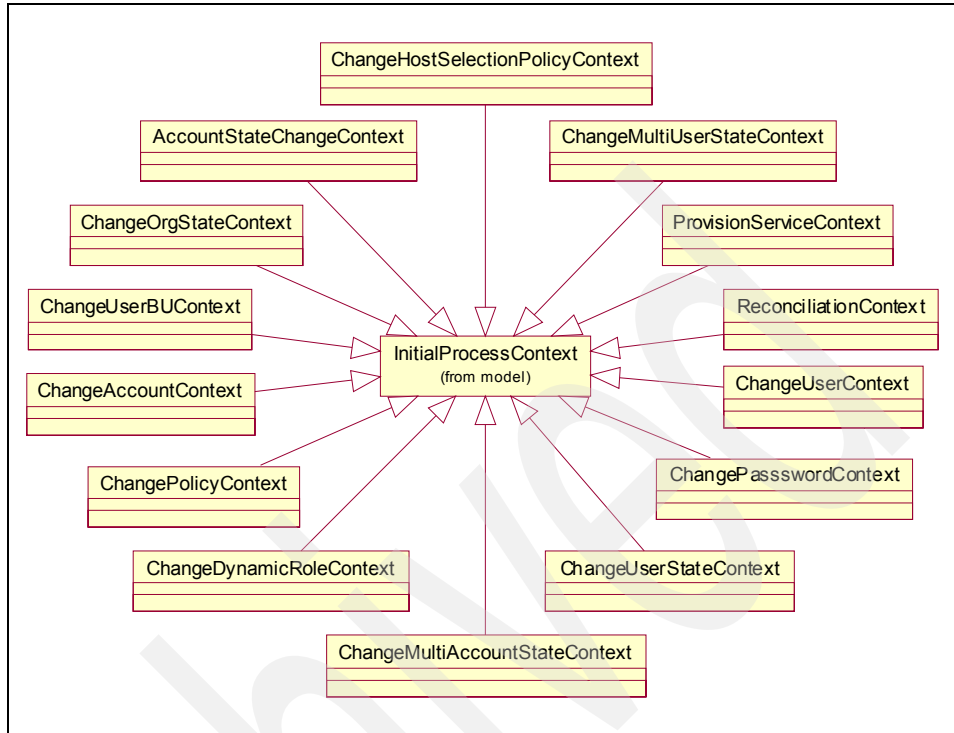 ChangeHostSelectionPolicyContext
AccountStateChangeContext
ChangeMultiUserStateContext
ChangeOrgStateContext
ProvisionServiceContext
ChangeUserBUContext
ReconciliationContext
InitialProcessContext
(from model)
ChangeAccountContext
ChangeUserContext
ChangePolicyContext
ChangePassswordContext
ChangeDynamicRoleContext
ChangeUserStateContext
ChangeMultiAccountStateContext